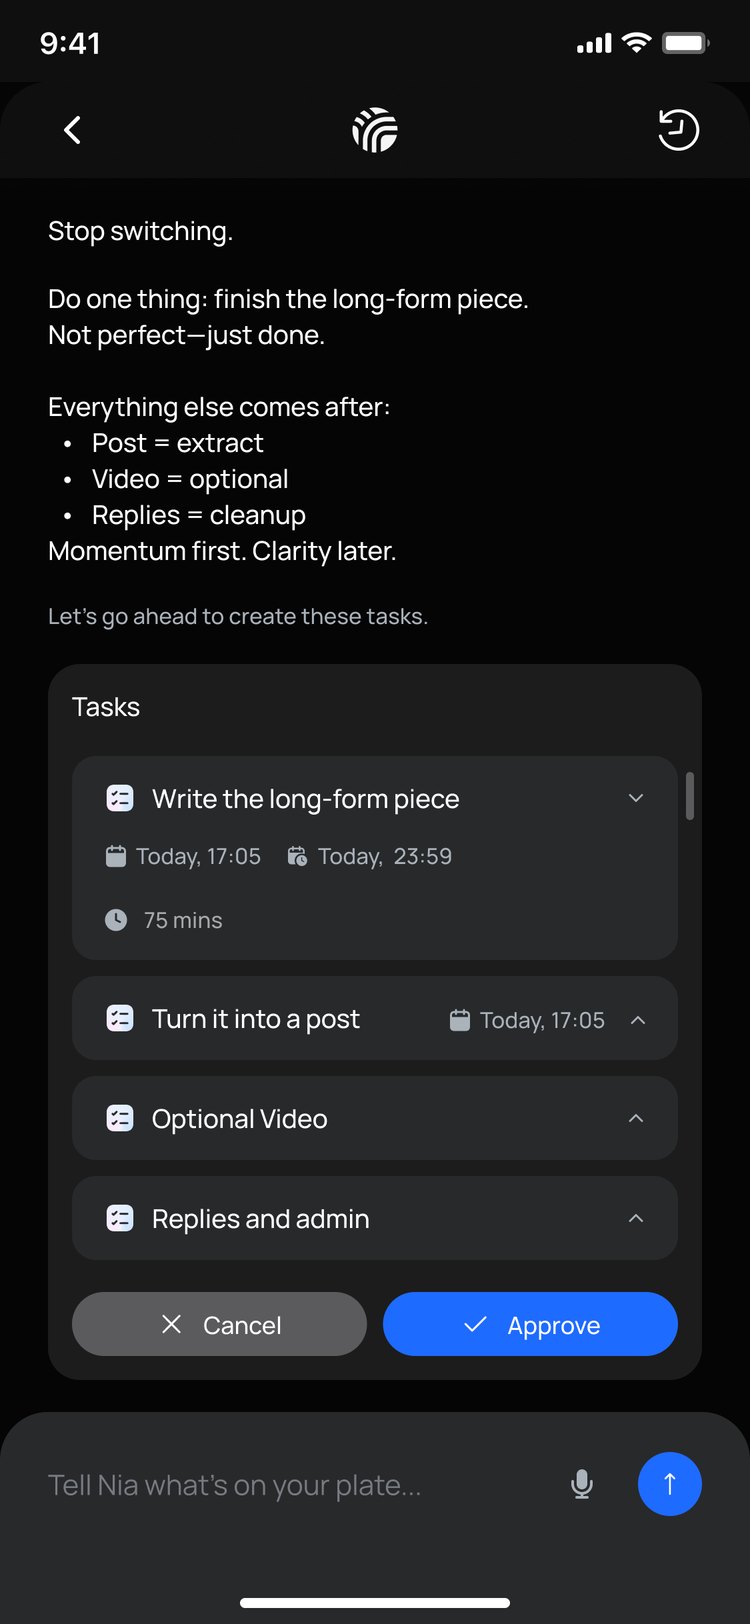 9:41
Stop switching.
Do one thing: finish the long-form piece.
Not perfect—just done.
Everything else comes after:
• Post = extract
• Video = optional
• Replies = cleanup
Momentum first. Clarity later.
Let's go ahead to create these tasks.
Tasks
Write the long-form piece
Today, 17:05 Today, 23:59
75 mins
Turn it into a post Today, 17:05
Optional Video
Replies and admin
Cancel Approve
Tell Nia what's on your plate...